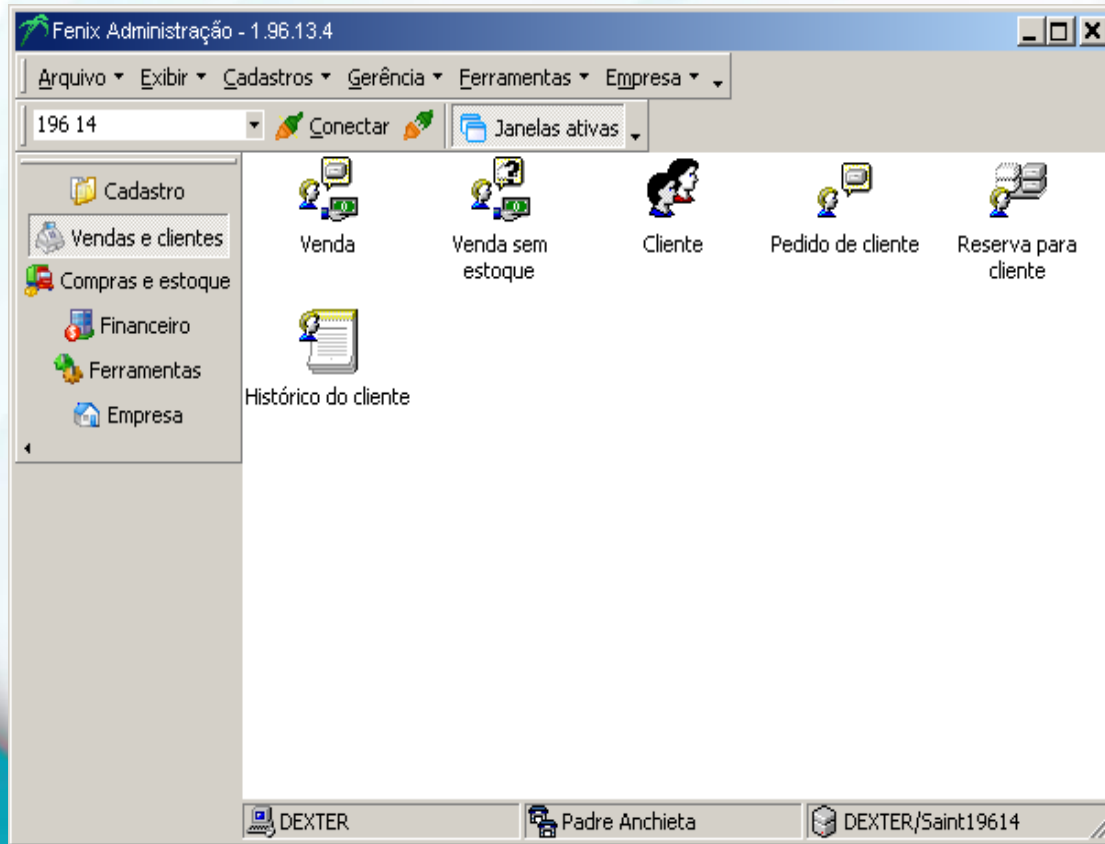 Fenix Administração - 1.96.13.4
Arquivo Exibir Cadastros Gerência Ferramentas Empresa
196 14 Conectar Janelas ativas
Cadastro
Vendas e clientes
Compras e estoque
Financeiro
Ferramentas
Empresa
Venda
Venda sem
estoque
Cliente
Pedido de cliente
Reserva para
cliente
Histórico do cliente
DEXTER
Padre Anchieta
DEXTER/Saint19614